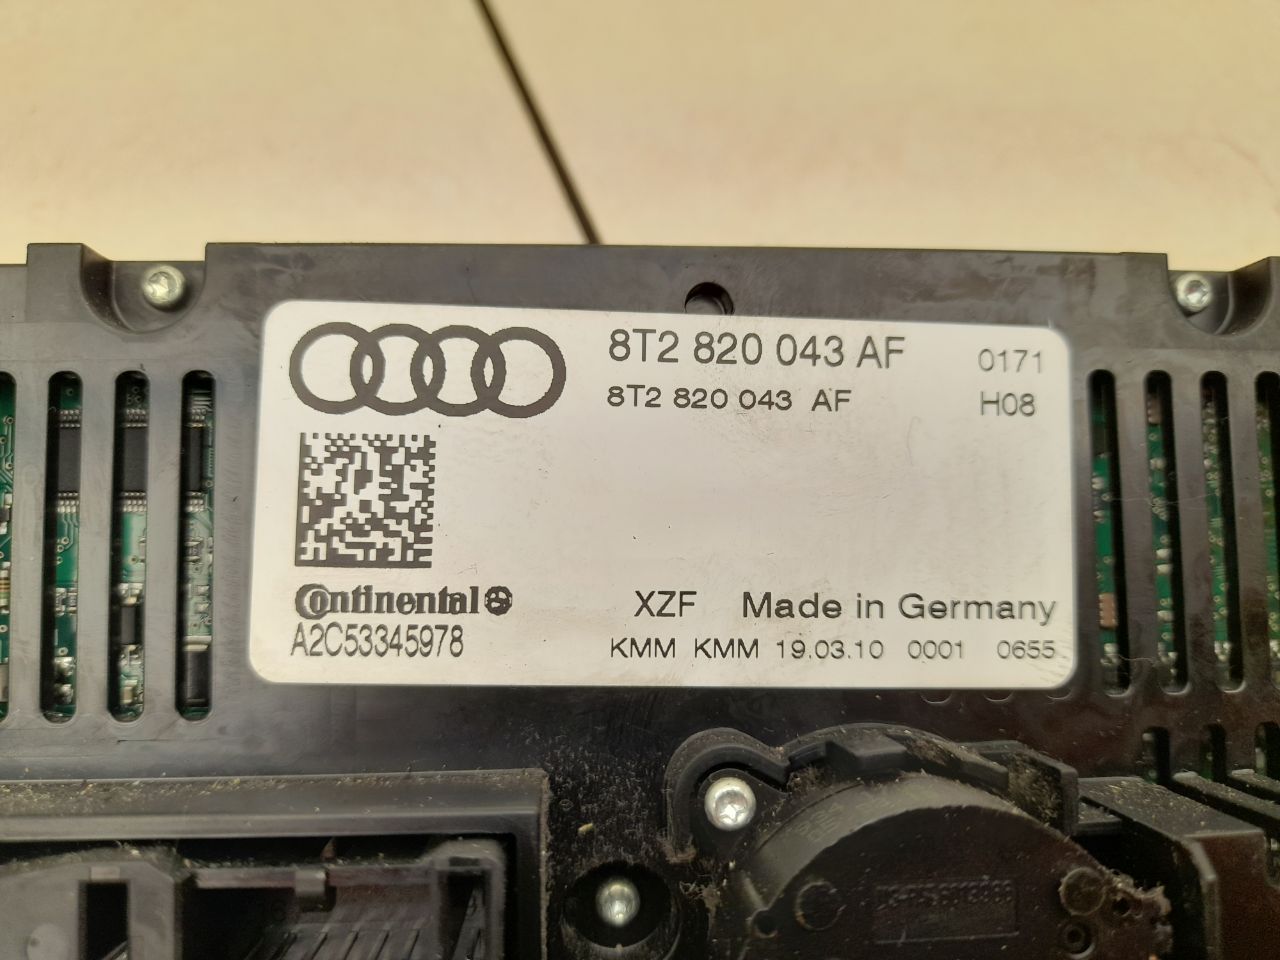 8T2 820 043 AF 0171
8T2 820 043 AF H08
Continental
A2C53345978
XZF Made in Germany
KMM KMM 19.03.10 0001 0655